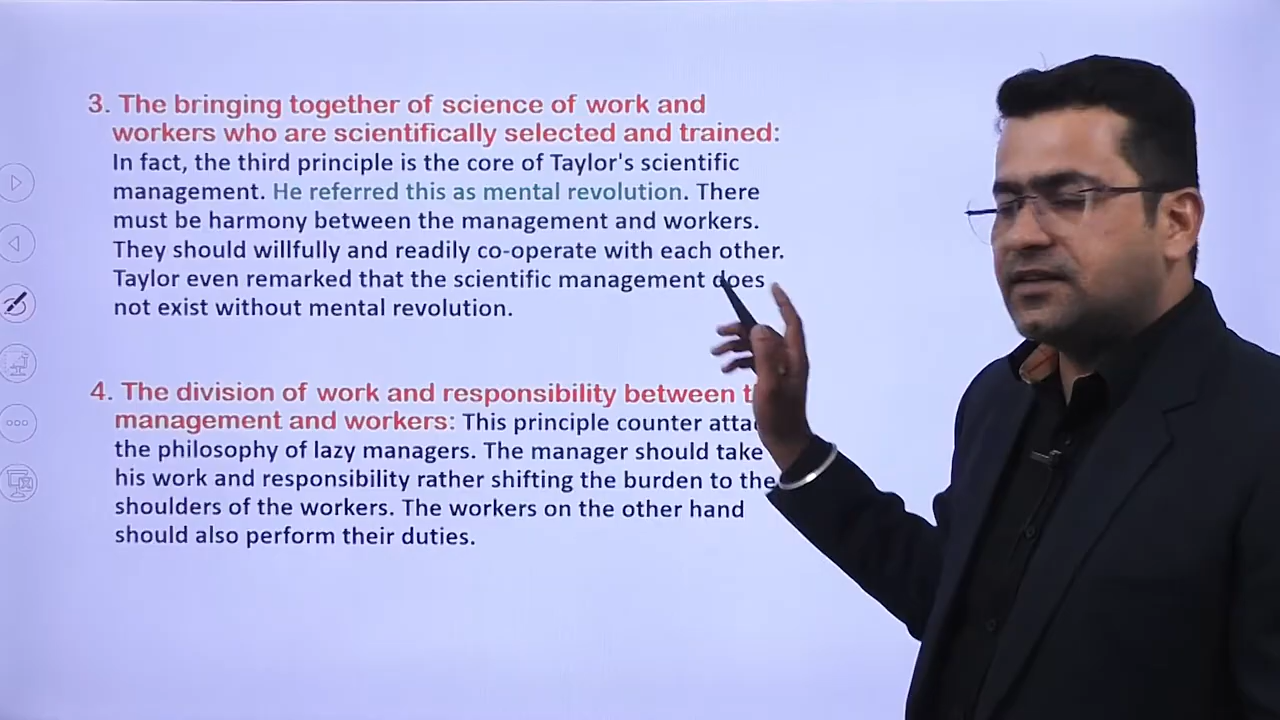 3. The bringing together of science of work and
workers who are scientifically selected and trained:
In fact, the third principle is the core of Taylor's scientific
management. He referred this as mental revolution. There
must be harmony between the management and workers.
They should willfully and readily co-operate with each other.
Taylor even remarked that the scientific management does
not exist without mental revolution.
4. The division of work and responsibility between
management and workers: This principle counter
the philosophy of lazy managers. The manager should take
his work and responsibility rather shifting the burden to the
shoulders of the workers. The workers on the other hand
should also perform their duties.